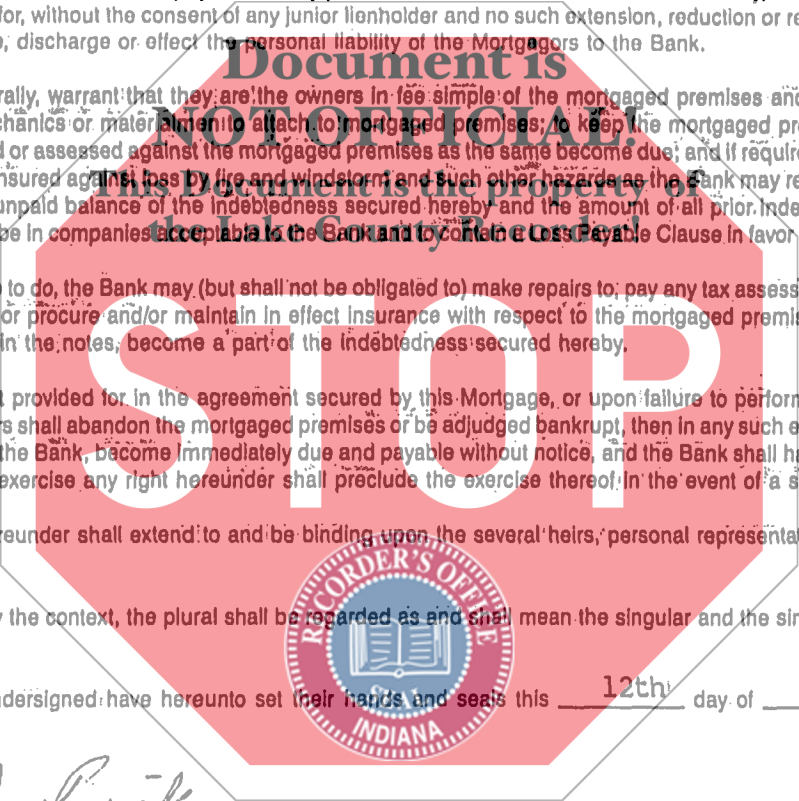 for, without the consent of any junior lienholder and no such extension, reduction or re
e, discharge or effect the personal liability of the Mortgagors to the Bank.
Document is
rally, warrant that they are the owners in fee simple of the mortgaged premises and
NOT OFFICIAL!
chanics or materialmen to attach to mortgaged premises, to keep the mortgaged pr
d or assessed against the mortgaged premises as the same become due, and if require
This Document is the property of
nsured against loss by fire and windstorm and such other hazards as the Bank may re
unpaid balance of the indebtedness secured hereby and the amount of all prior inde
the Lake County Recorder!
be in companies acceptable to the Bank and to contain a Loss Payable Clause in favor
to do, the Bank may (but shall not be obligated to) make repairs to, pay any tax assess
or procure and/or maintain in effect insurance with respect to the mortgaged premis
in the notes, become a part of the indebtedness secured hereby.
STOP
t provided for in the agreement secured by this Mortgage, or upon failure to perform
rs shall abandon the mortgaged premises or be adjudged bankrupt, then in any such e
the Bank, become immediately due and payable without notice, and the Bank shall ha
exercise any right hereunder shall preclude the exercise thereof in the event of a s
reunder shall extend to and be binding upon the several heirs, personal representat
RECORDER'S OFFICE
y the context, the plural shall be regarded as and shall mean the singular and the sin
SEAL
ndersigned have hereunto set their hands and seals this 12th day of
INDIANA